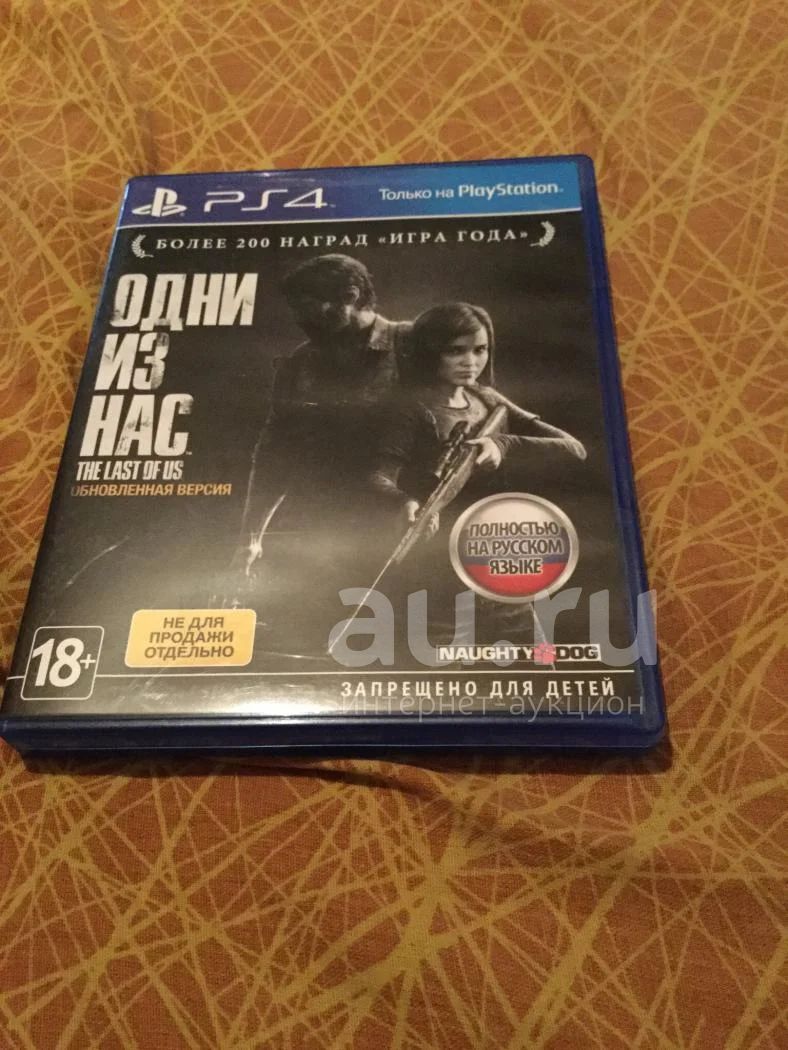 PS4
Только на PlayStation
БОЛЕЕ 200 НАГРАД «ИГРА ГОДА»
ОДНИ
ИЗ
НАС™
THE LAST OF US
ОБНОВЛЕННАЯ ВЕРСИЯ
ПОЛНОСТЬЮ
НА РУССКОМ
ЯЗЫКЕ
НЕ ДЛЯ
ПРОДАЖИ
ОТДЕЛЬНО
18+
NAUGHTY DOG
ЗАПРЕЩЕНО ДЛЯ ДЕТЕЙ
au.ru
интернет-аукцион